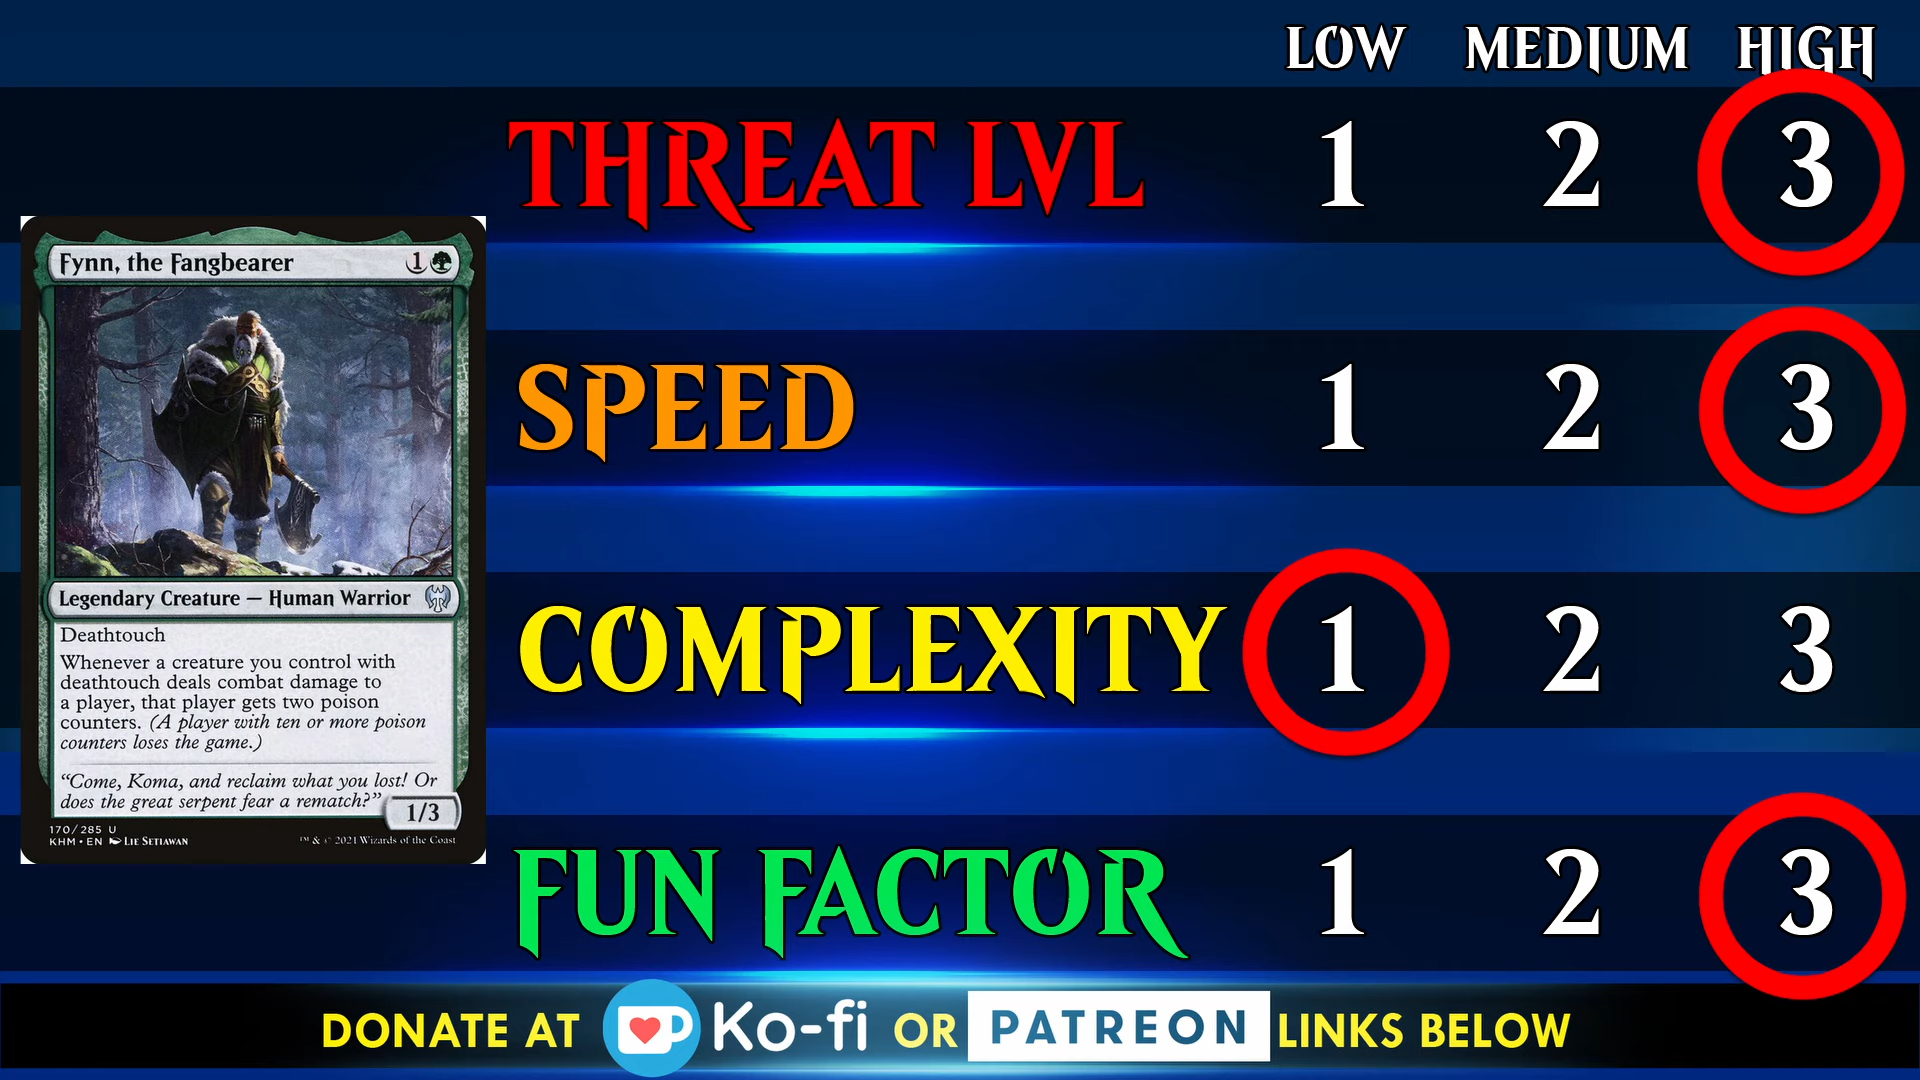 LOW MEDIUM HIGH
THREAT LVL 1 2 3
SPEED 1 2 3
COMPLEXITY 1 2 3
FUN FACTOR 1 2 3
Fynn, the Fangbearer 1
Legendary Creature — Human Warrior
Deathtouch
Whenever a creature you control with
deathtouch deals combat damage to
a player, that player gets two poison
counters. (A player with ten or more poison
counters loses the game.)
“Come, Koma, and reclaim what you lost! Or
does the great serpent fear a rematch?”
1/3
170/285 U
KHM • EN LIE SETIAWAN
™ & © 2021 Wizards of the Coast
DONATE AT Ko-fi OR PATREON LINKS BELOW